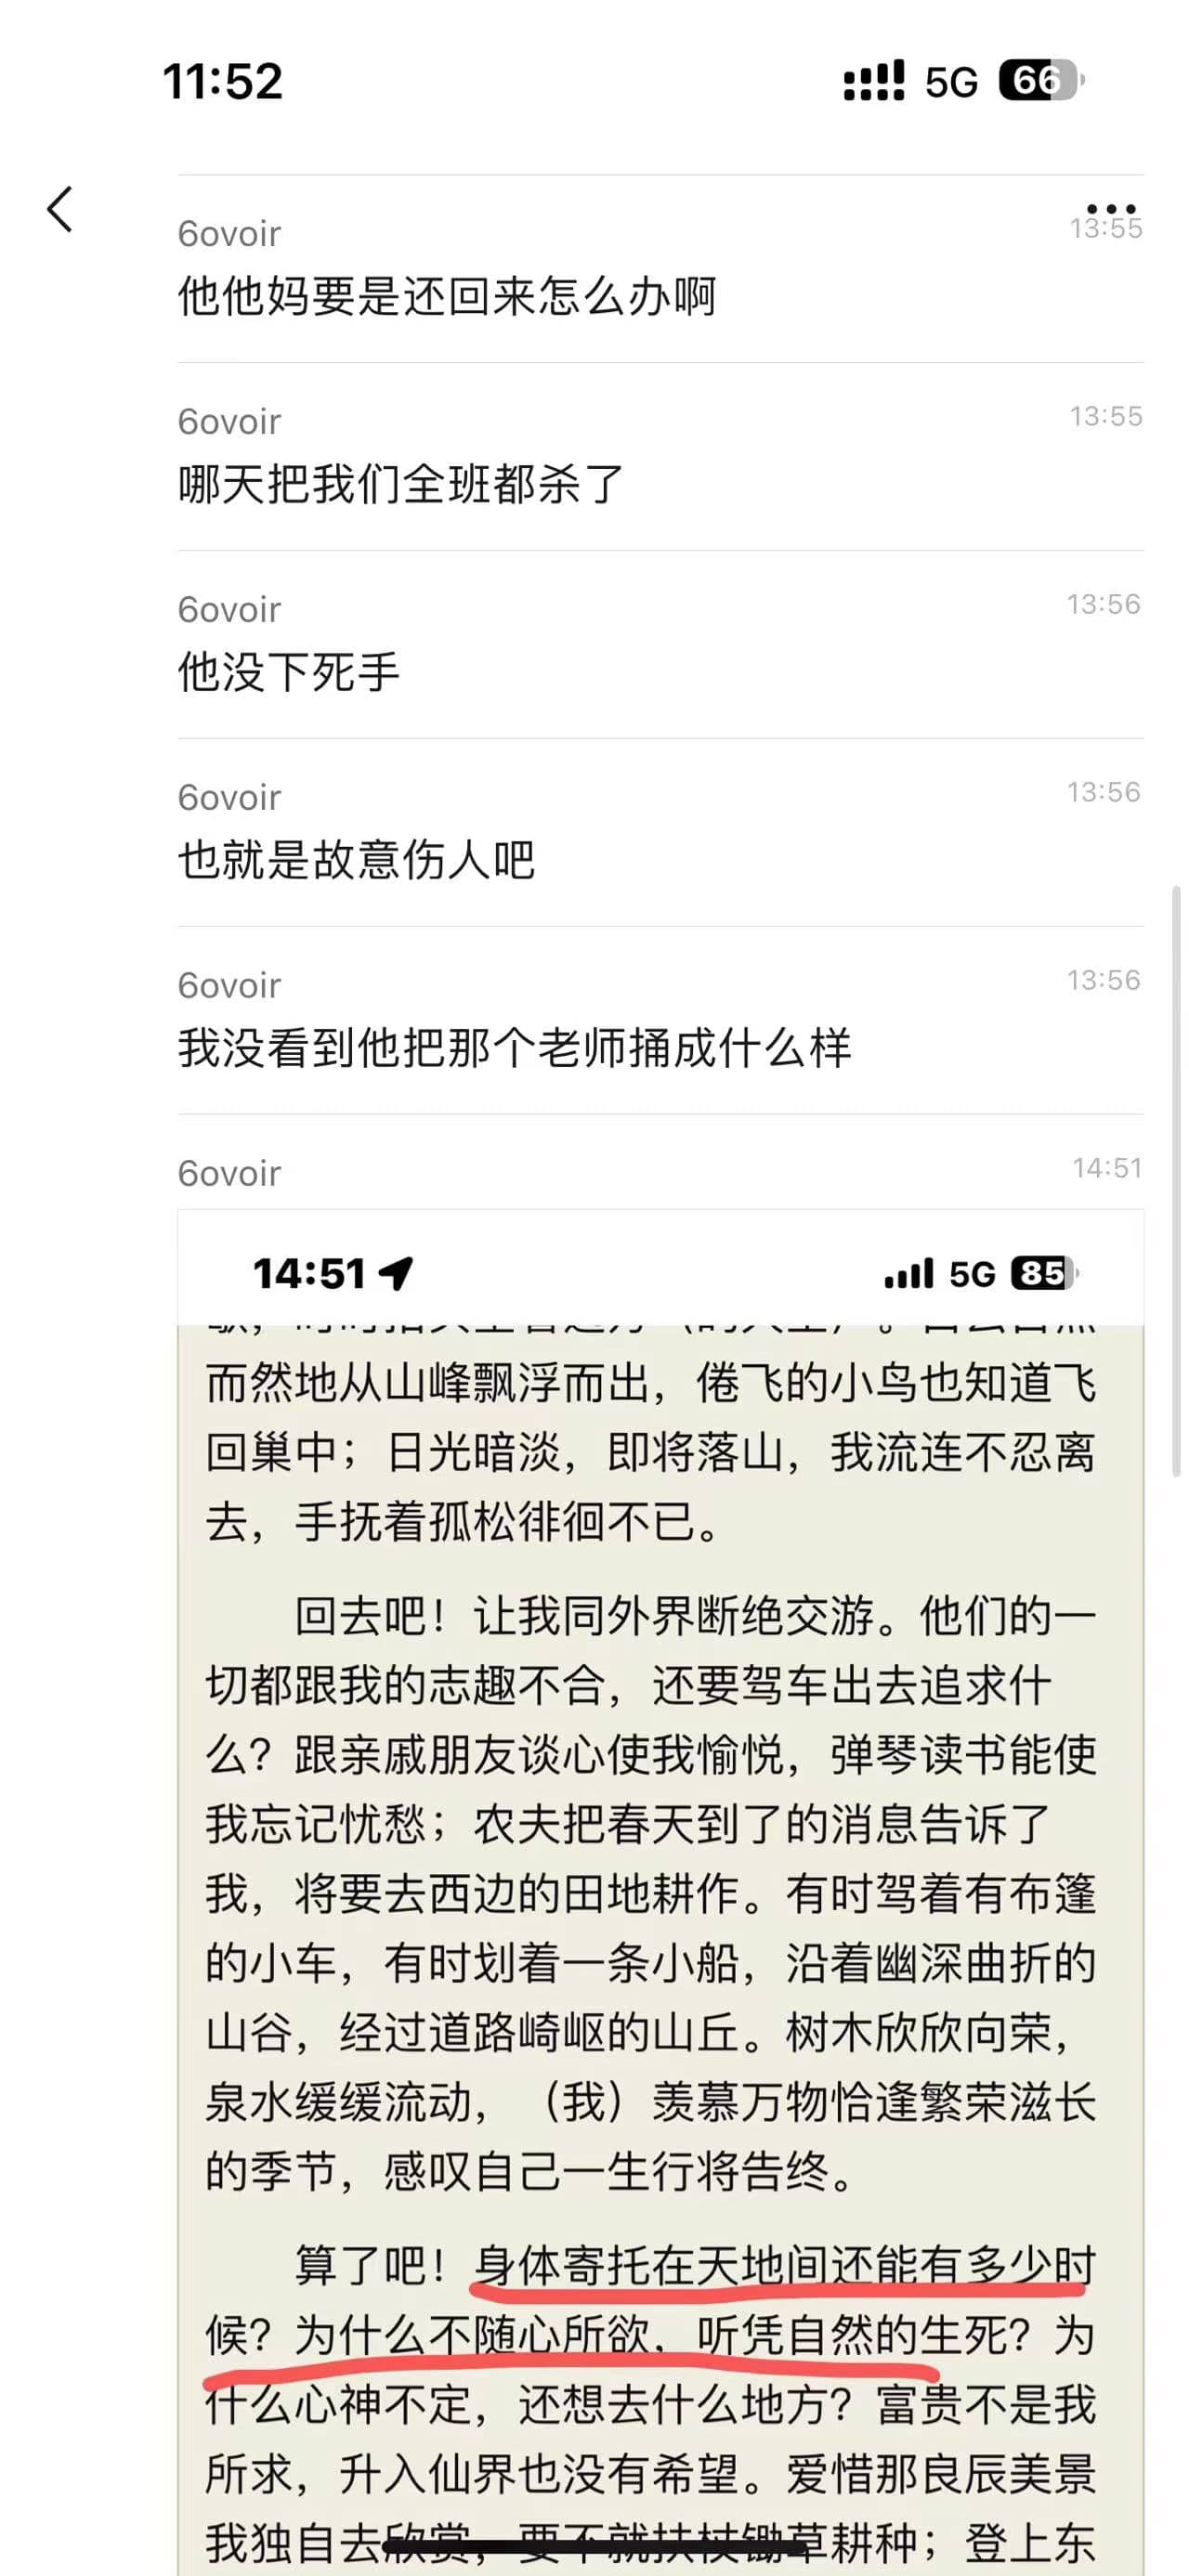 11:52
5G 66
6ovoir
13:55
他他妈要是还回来怎么办啊
6ovoir
13:55
哪天把我们全班都杀了
6ovoir
13:56
他没下死手
6ovoir
13:56
也就是故意伤人吧
6ovoir
13:56
我没看到他把那个老师捅成什么样
6ovoir
14:51
14:51
5G 85
而然地从山峰飘浮而出，倦飞的小鸟也知道飞
回巢中；日光暗淡，即将落山，我流连不忍离
去，手抚着孤松徘徊不已。
回去吧！让我同外界断绝交游。他们的一
切都跟我的志趣不合，还要驾车出去追求什
么？跟亲戚朋友谈心使我愉悦，弹琴读书能使
我忘记忧愁；农夫把春天到了的消息告诉了
我，将要去西边的田地耕作。有时驾着有布篷
的小车，有时划着一条小船，沿着幽深曲折的
山谷，经过道路崎岖的山丘。树木欣欣向荣，
泉水缓缓流动，（我）羡慕万物恰逢繁荣滋长
的季节，感叹自己一生行将告终。
算了吧！身体寄托在天地间还能有多少时
候？为什么不随心所欲，听凭自然的生死？为
什么心神不定，还想去什么地方？富贵不是我
所求，升入仙界也没有希望。爱惜那良辰美景
我独自去欣赏，要不就扶杖锄草耕种；登上东